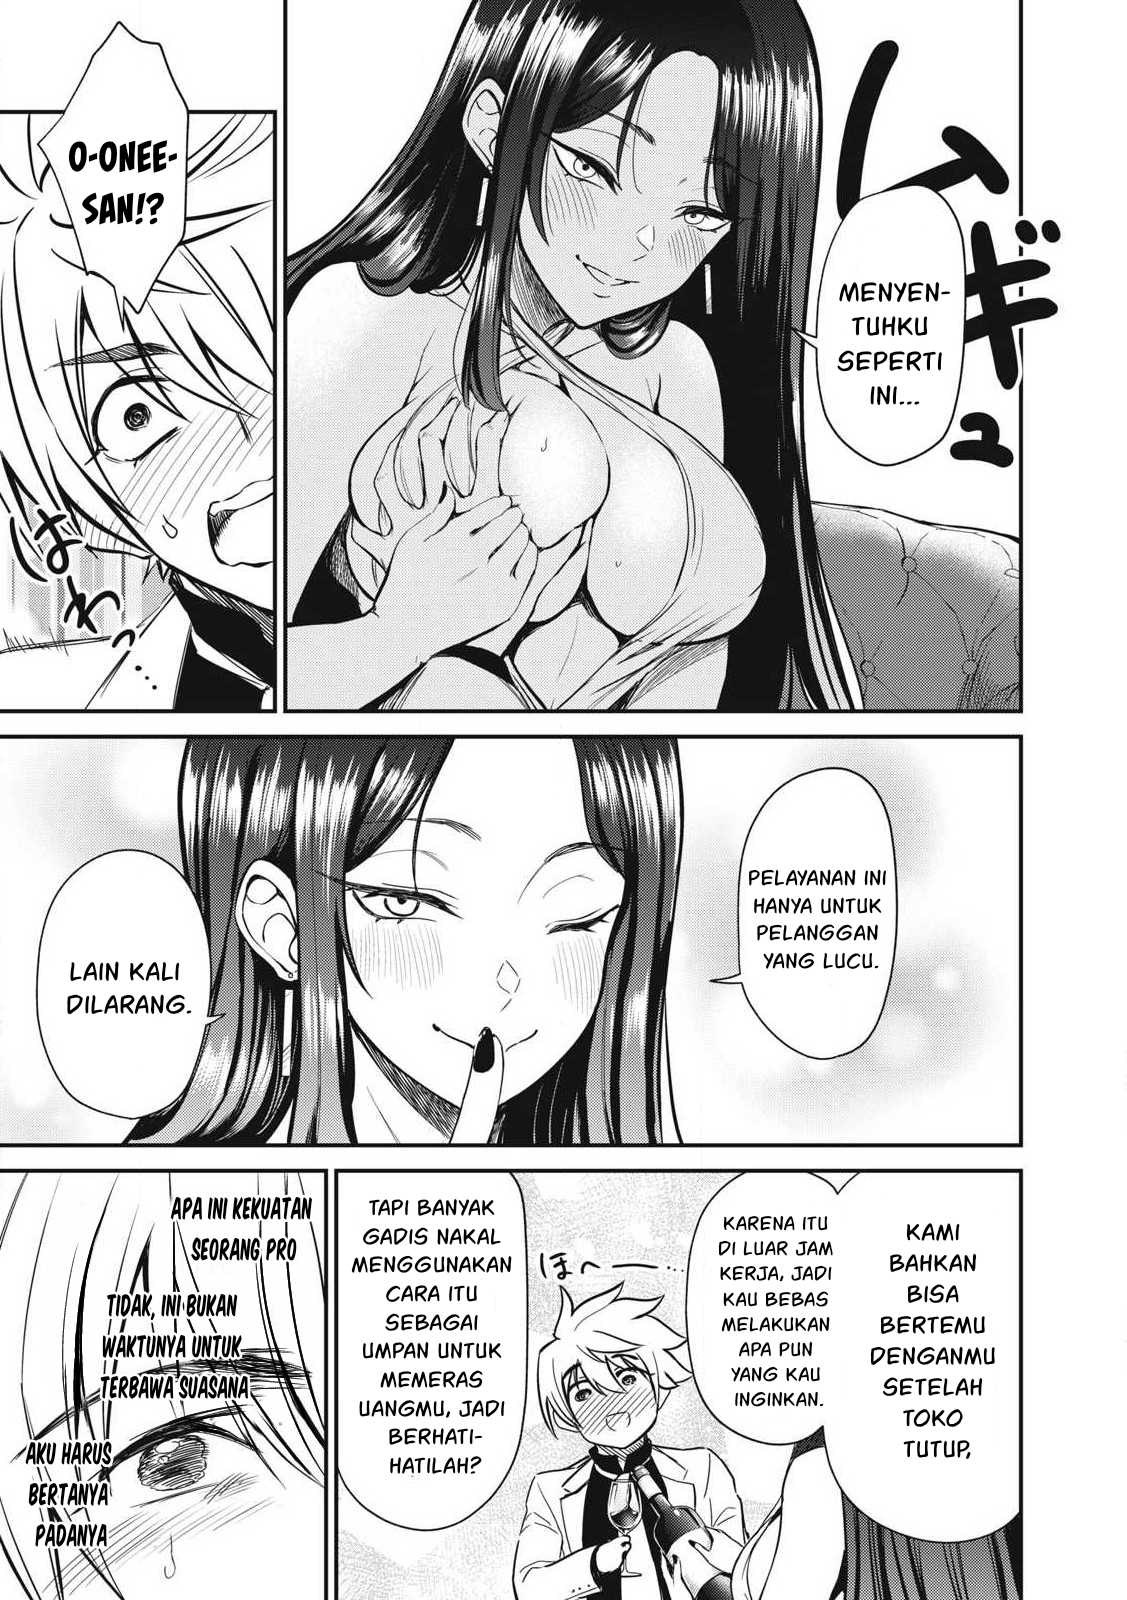 ムギュ
MENYEN-
TUHKU
SEPERTI
INI...
O-ONEE-
SAN!?
はわ…
PELAYANAN INI
HANYA UNTUK
PELANGGAN
YANG LUCU.
LAIN KALI
DILARANG.
KAMI
BAHKAN
BISA
BERTEMU
DENGANMU
SETELAH
TOKO
TUTUP,
KARENA ITU
DI LUAR JAM
KERJA, JADI
KAU BEBAS
MELAKUKAN
APA PUN
YANG KAU
INGINKAN.
ほへー…
TAPI BANYAK
GADIS NAKAL
MENGGUNAKAN
CARA ITU
SEBAGAI
UMPAN UNTUK
MEMERAS
UANGMU, JADI
BERHATI-
HATILAH?
APA INI KEKUATAN
SEORANG PRO
TIDAK, INI BUKAN
WAKTUNYA UNTUK
TERBAWA SUASANA
AKU HARUS
BERTANYA
PADANYA